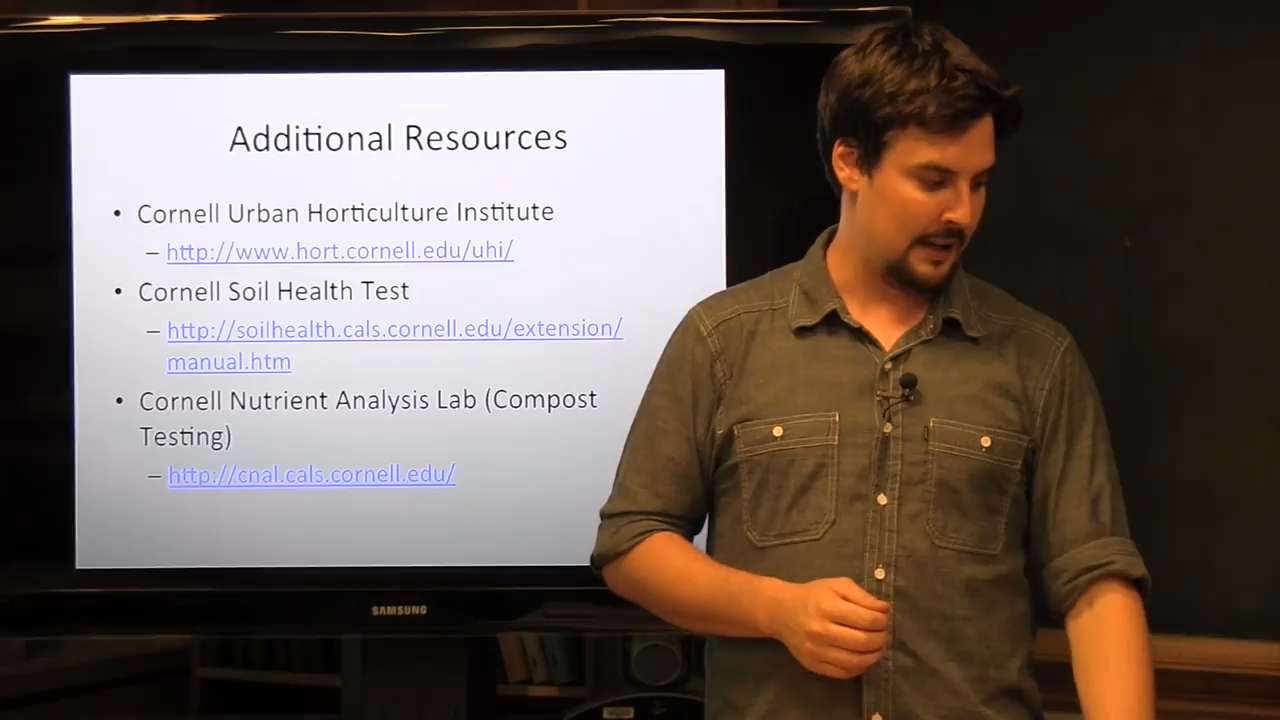 Additional Resources
• Cornell Urban Horticulture Institute
– http://www.hort.cornell.edu/uhi/
• Cornell Soil Health Test
– http://soilhealth.cals.cornell.edu/extension/
manual.htm
• Cornell Nutrient Analysis Lab (Compost
Testing)
– http://cnal.cals.cornell.edu/
SAMSUNG